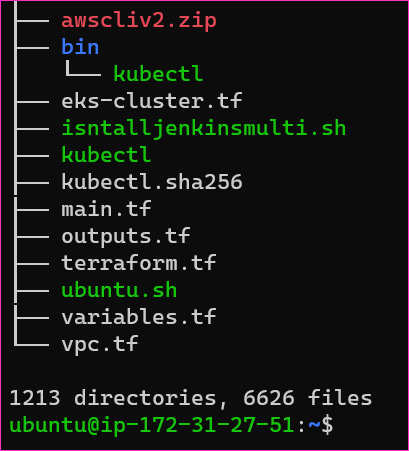 ├── awscliv2.zip
├── bin
│   └── kubectl
├── eks-cluster.tf
├── isntalljenkinsmulti.sh
├── kubectl
├── kubectl.sha256
├── main.tf
├── outputs.tf
├── terraform.tf
├── ubuntu.sh
├── variables.tf
└── vpc.tf
1213 directories, 6626 files
ubuntu@ip-172-31-27-51:~$